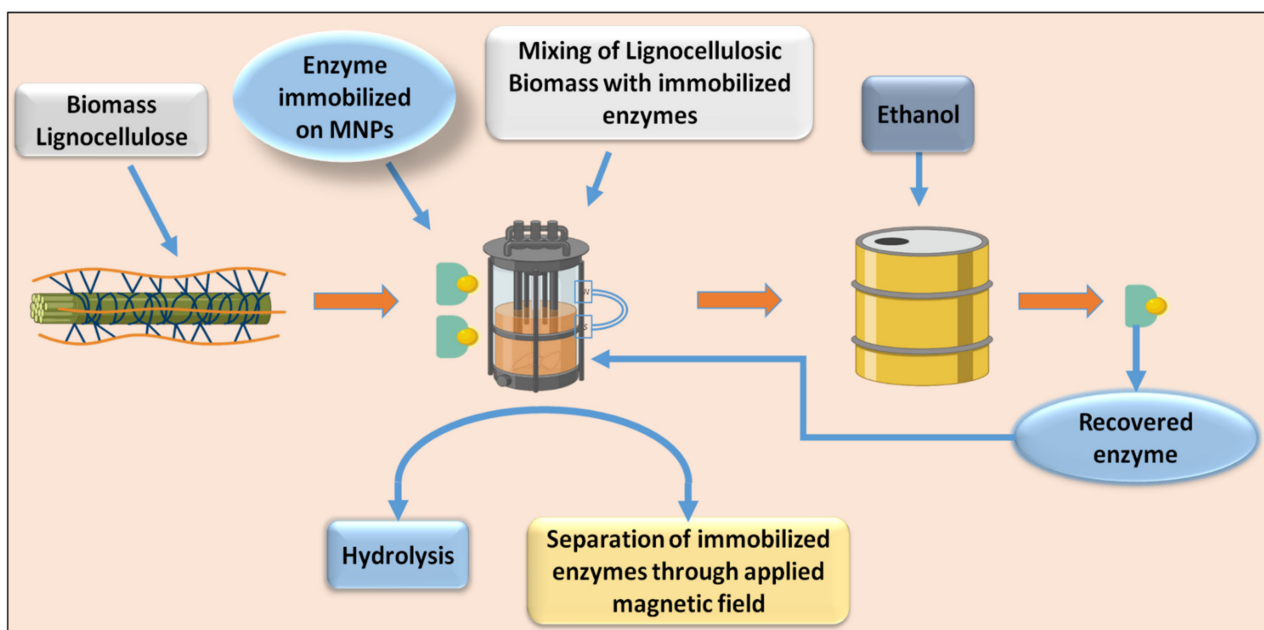 Biomass
Lignocellulose
Enzyme
immobilized
on MNPs
Mixing of Lignocellulosic
Biomass with immobilized
enzymes
Ethanol
N
S
Recovered
enzyme
Hydrolysis
Separation of immobilized
enzymes through applied
magnetic field